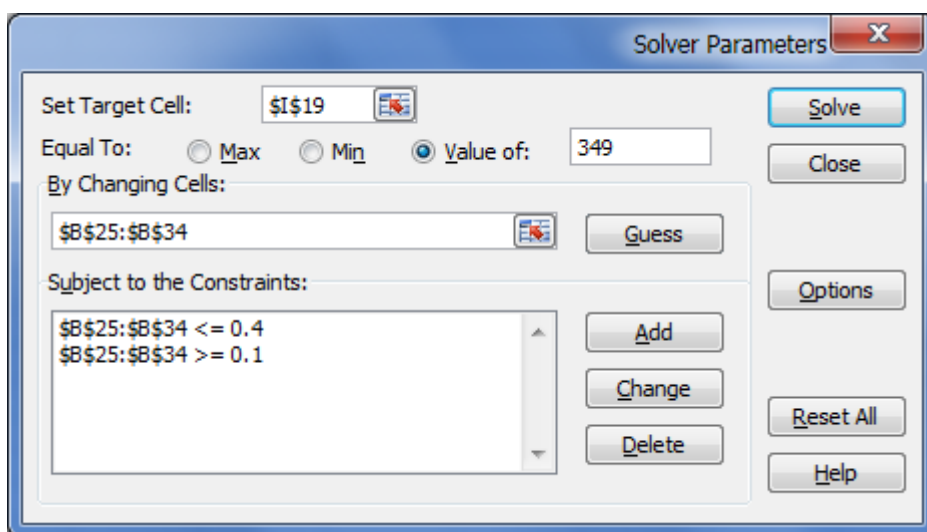 Solver Parameters
Set Target Cell: $I$19 Solve
Equal To: Max Min Value of: 349 Close
By Changing Cells:
$B$25:$B$34 Guess
Subject to the Constraints: Options
$B$25:$B$34 <= 0.4 Add
$B$25:$B$34 >= 0.1
Change
Reset All
Delete
Help